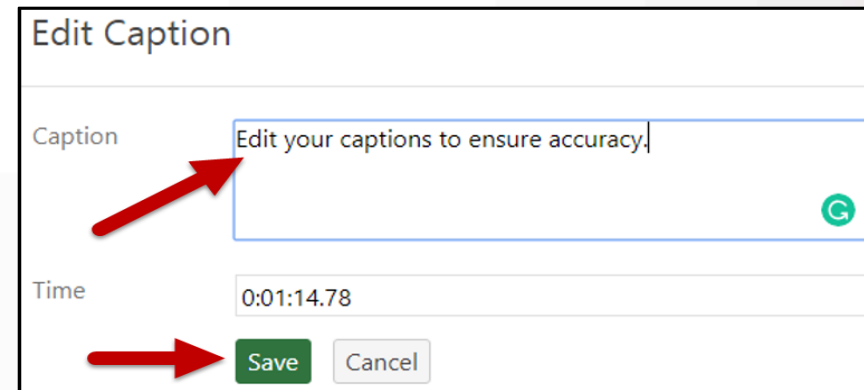 Edit Caption
Caption
Edit your captions to ensure accuracy.
Time
0:01:14.78
Save
Cancel